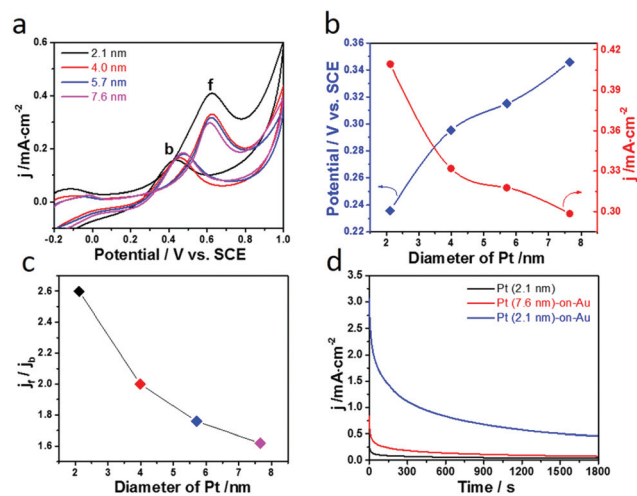 a
0.6
0.4
0.2
0.0
-0.2
0.0
0.2
0.4
0.6
0.8
1.0
j /mA·cm-2
Potential / V vs. SCE
2.1 nm
4.0 nm
5.7 nm
7.6 nm
f
b
b
0.36
0.34
0.32
0.30
0.28
0.26
0.24
0.22
Potential / V vs. SCE
2
3
4
5
6
7
8
Diameter of Pt /nm
0.42
0.39
0.36
0.33
0.30
j /mA·cm-2
c
2.6
2.4
2.2
2.0
1.8
1.6
jf / jb
1
2
3
4
5
6
7
8
Diameter of Pt /nm
d
3.5
3.0
2.5
2.0
1.5
1.0
0.5
0.0
j /mA·cm-2
Pt (2.1 nm)
Pt (7.6 nm)-on-Au
Pt (2.1 nm)-on-Au
0
300
600
900
1200
1500
1800
Time / s